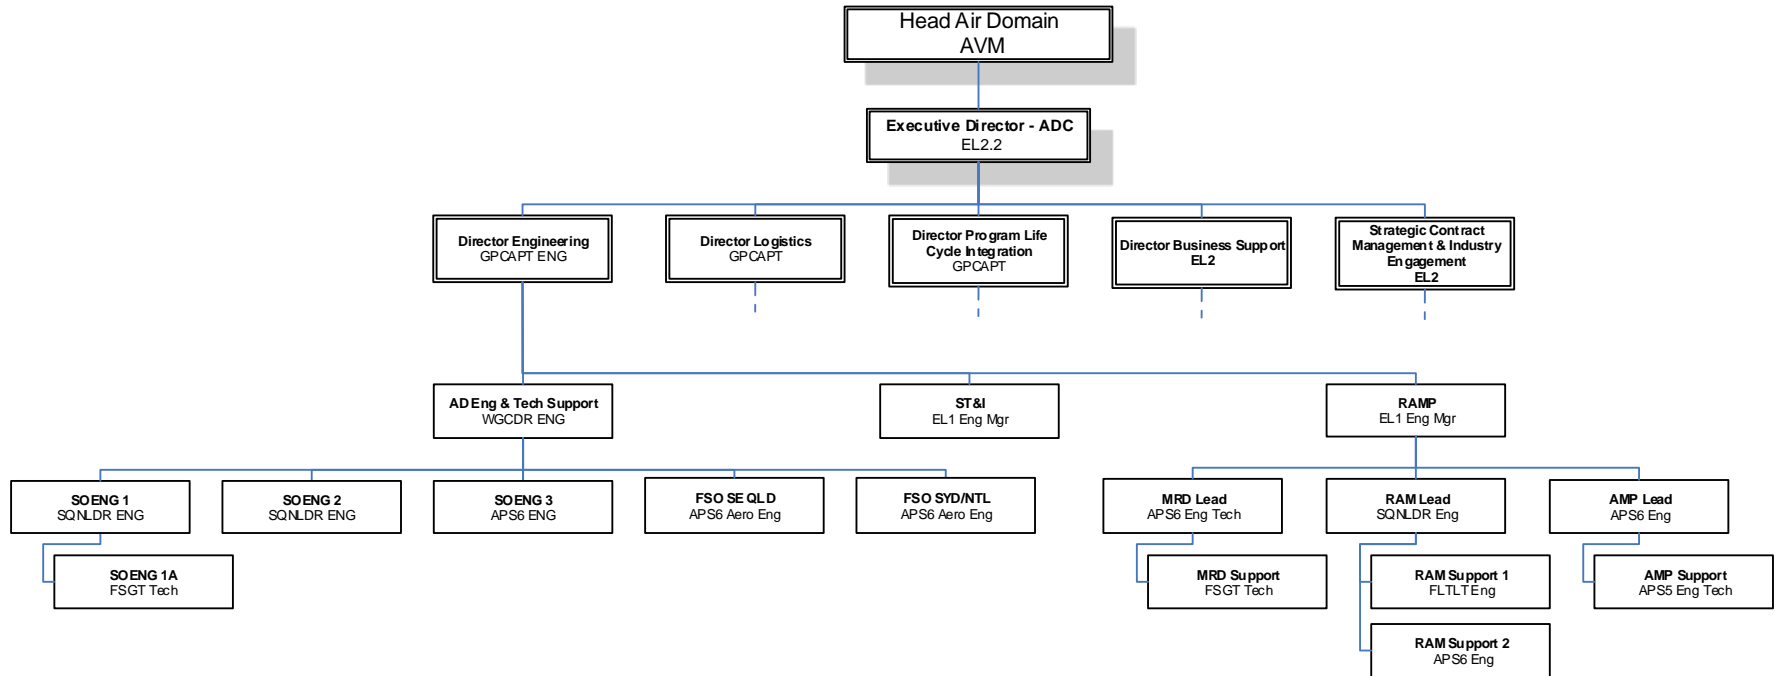 Head Air Domain
AVM
Executive Director - ADC
EL2.2
Director Engineering
GPCAPT ENG
Director Logistics
GPCAPT
Director Program Life
Cycle Integration
GPCAPT
Director Business Support
EL2
Strategic Contract
Management & Industry
Engagement
EL2
AD Eng & Tech Support
WGCDR ENG
ST&I
EL1 Eng Mgr
RAMP
EL1 Eng Mgr
SOENG 1
SQNLDR ENG
SOENG 2
SQNLDR ENG
SOENG 3
APS6 ENG
FSO SE QLD
APS6 Aero Eng
FSO SYD/NTL
APS6 Aero Eng
MRD Lead
APS6 Eng Tech
RAM Lead
SQNLDR Eng
AMP Lead
APS6 Eng
SOENG 1A
FSGT Tech
MRD Support
FSGT Tech
RAM Support 1
FLTLT Eng
AMP Support
APS5 Eng Tech
RAM Support 2
APS6 Eng